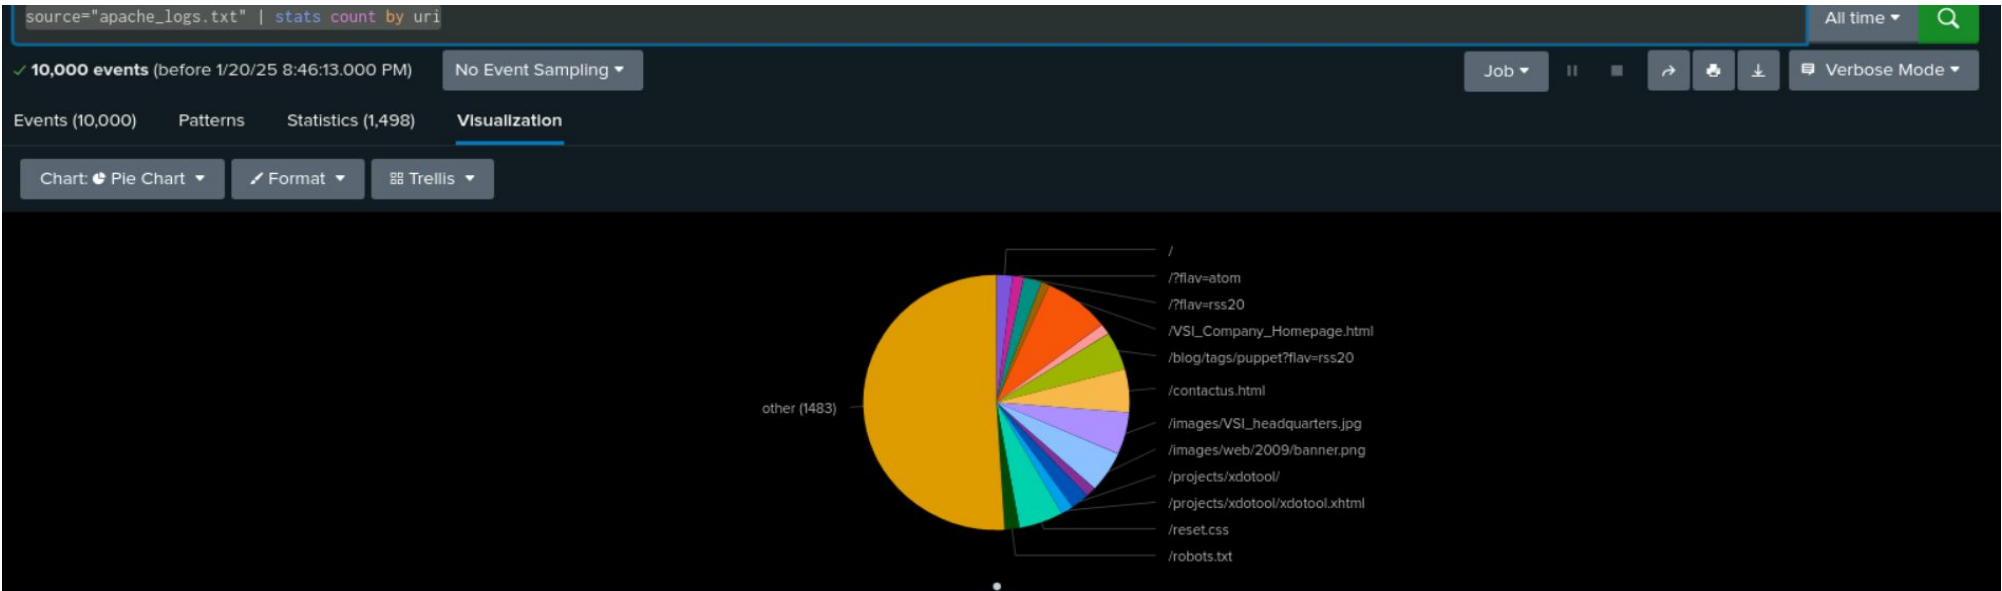 source="apache_logs.txt" | stats count by uri
All time
10,000 events (before 1/20/25 8:46:13.000 PM)
No Event Sampling
Job
Verbose Mode
Events (10,000)
Patterns
Statistics (1,498)
Visualization
Chart: Pie Chart
Format
Trellis
/
/?flav=atom
/?flav=rss20
/VSI_Company_Homepage.html
/blog/tags/puppet?flav=rss20
/contactus.html
other (1483)
/images/VSI_headquarters.jpg
/images/web/2009/banner.png
/projects/xdotool/
/projects/xdotool/xdotool.xhtml
/reset.css
/robots.txt